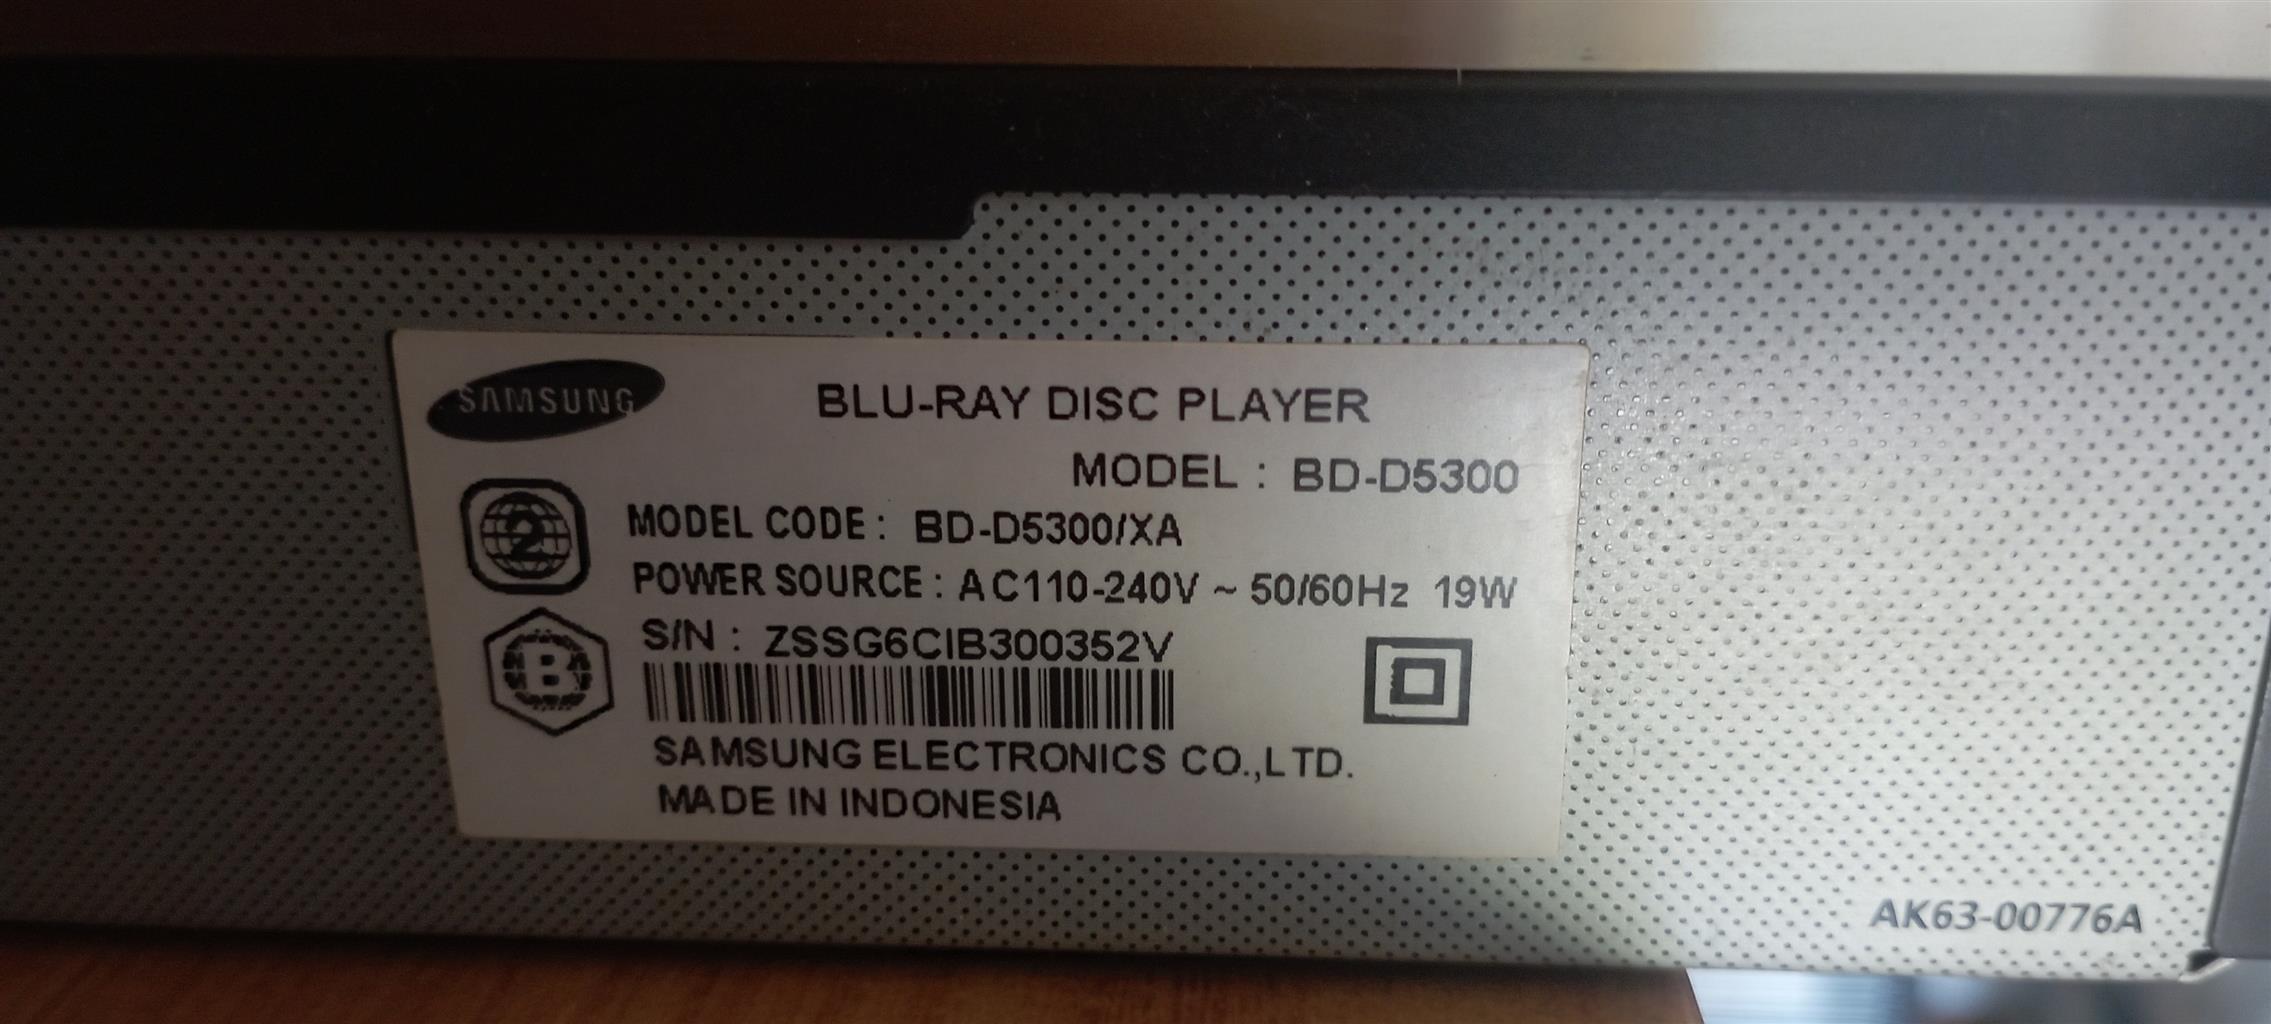 SAMSUNG
BLU-RAY DISC PLAYER
MODEL : BD-D5300
2
MODEL CODE : BD-D5300/XA
POWER SOURCE : AC110-240V ~ 50/60Hz 19W
B
S/N : ZSSG6CIB300352V
SAMSUNG ELECTRONICS CO.,LTD.
MADE IN INDONESIA
AK63-00776A